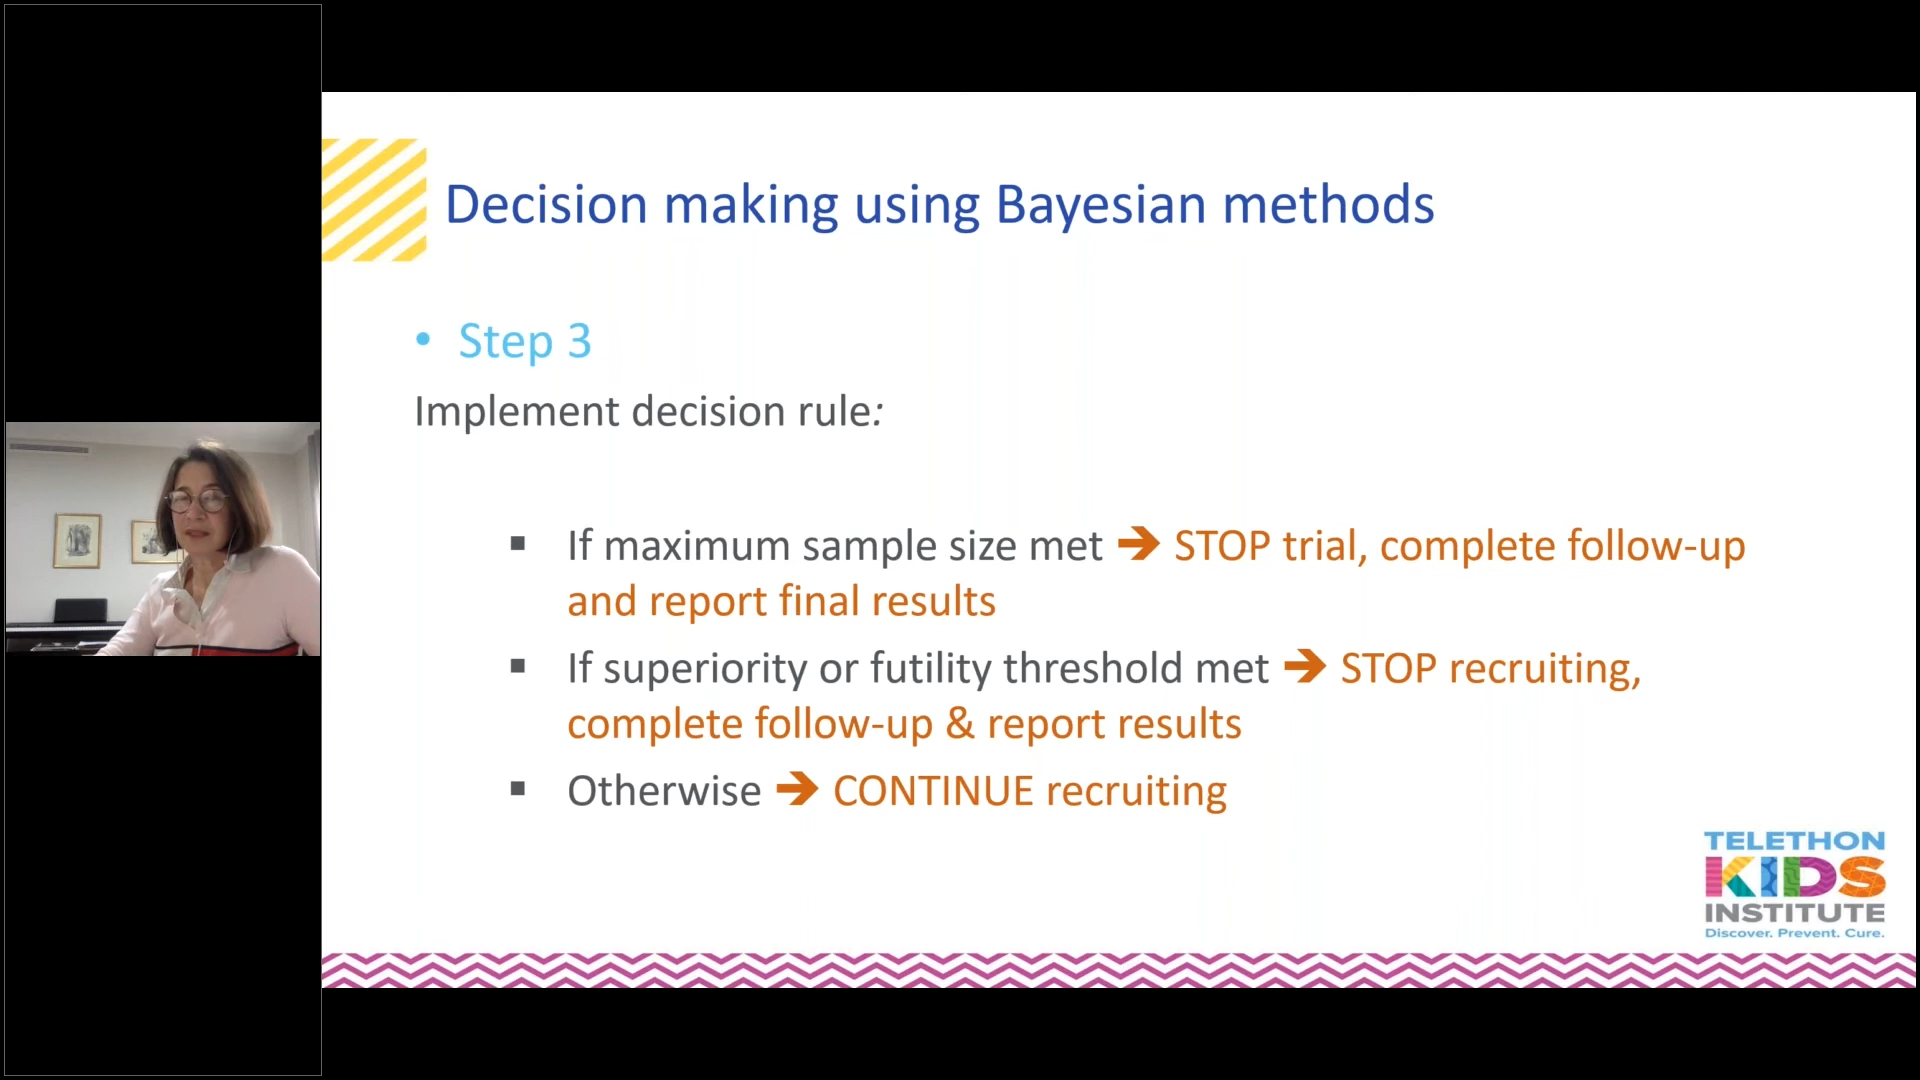 Decision making using Bayesian methods
• Step 3
Implement decision rule:
▪ If maximum sample size met ➔ STOP trial, complete follow-up
and report final results
▪ If superiority or futility threshold met ➔ STOP recruiting,
complete follow-up & report results
▪ Otherwise ➔ CONTINUE recruiting
TELETHON
KIDS
INSTITUTE
Discover. Prevent. Cure.